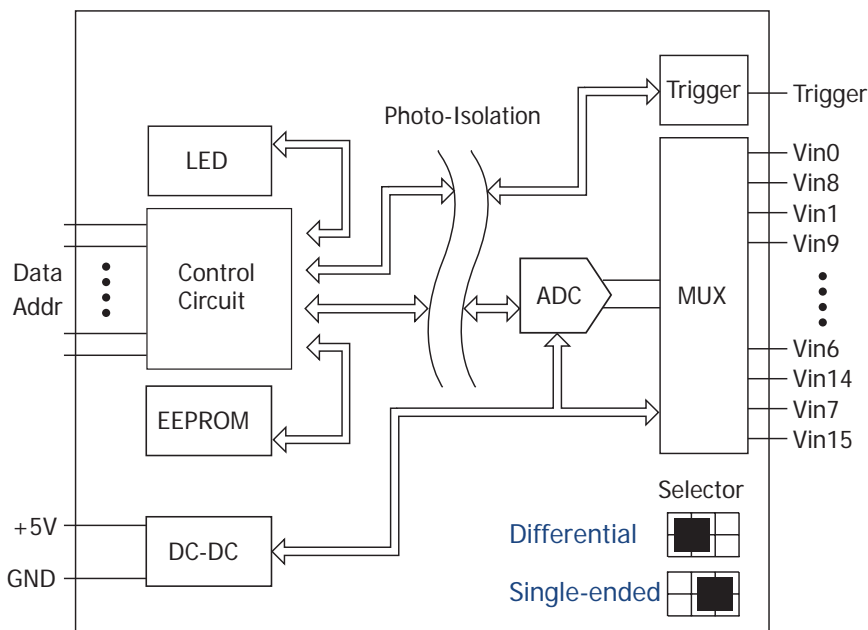 Trigger
Trigger
Photo-Isolation
LED
Vin0
Vin8
Vin1
Vin9
Data
Addr
Control
Circuit
ADC
MUX
Vin6
Vin14
Vin7
Vin15
EEPROM
Selector
+5V
DC-DC
GND
Differential
Single-ended